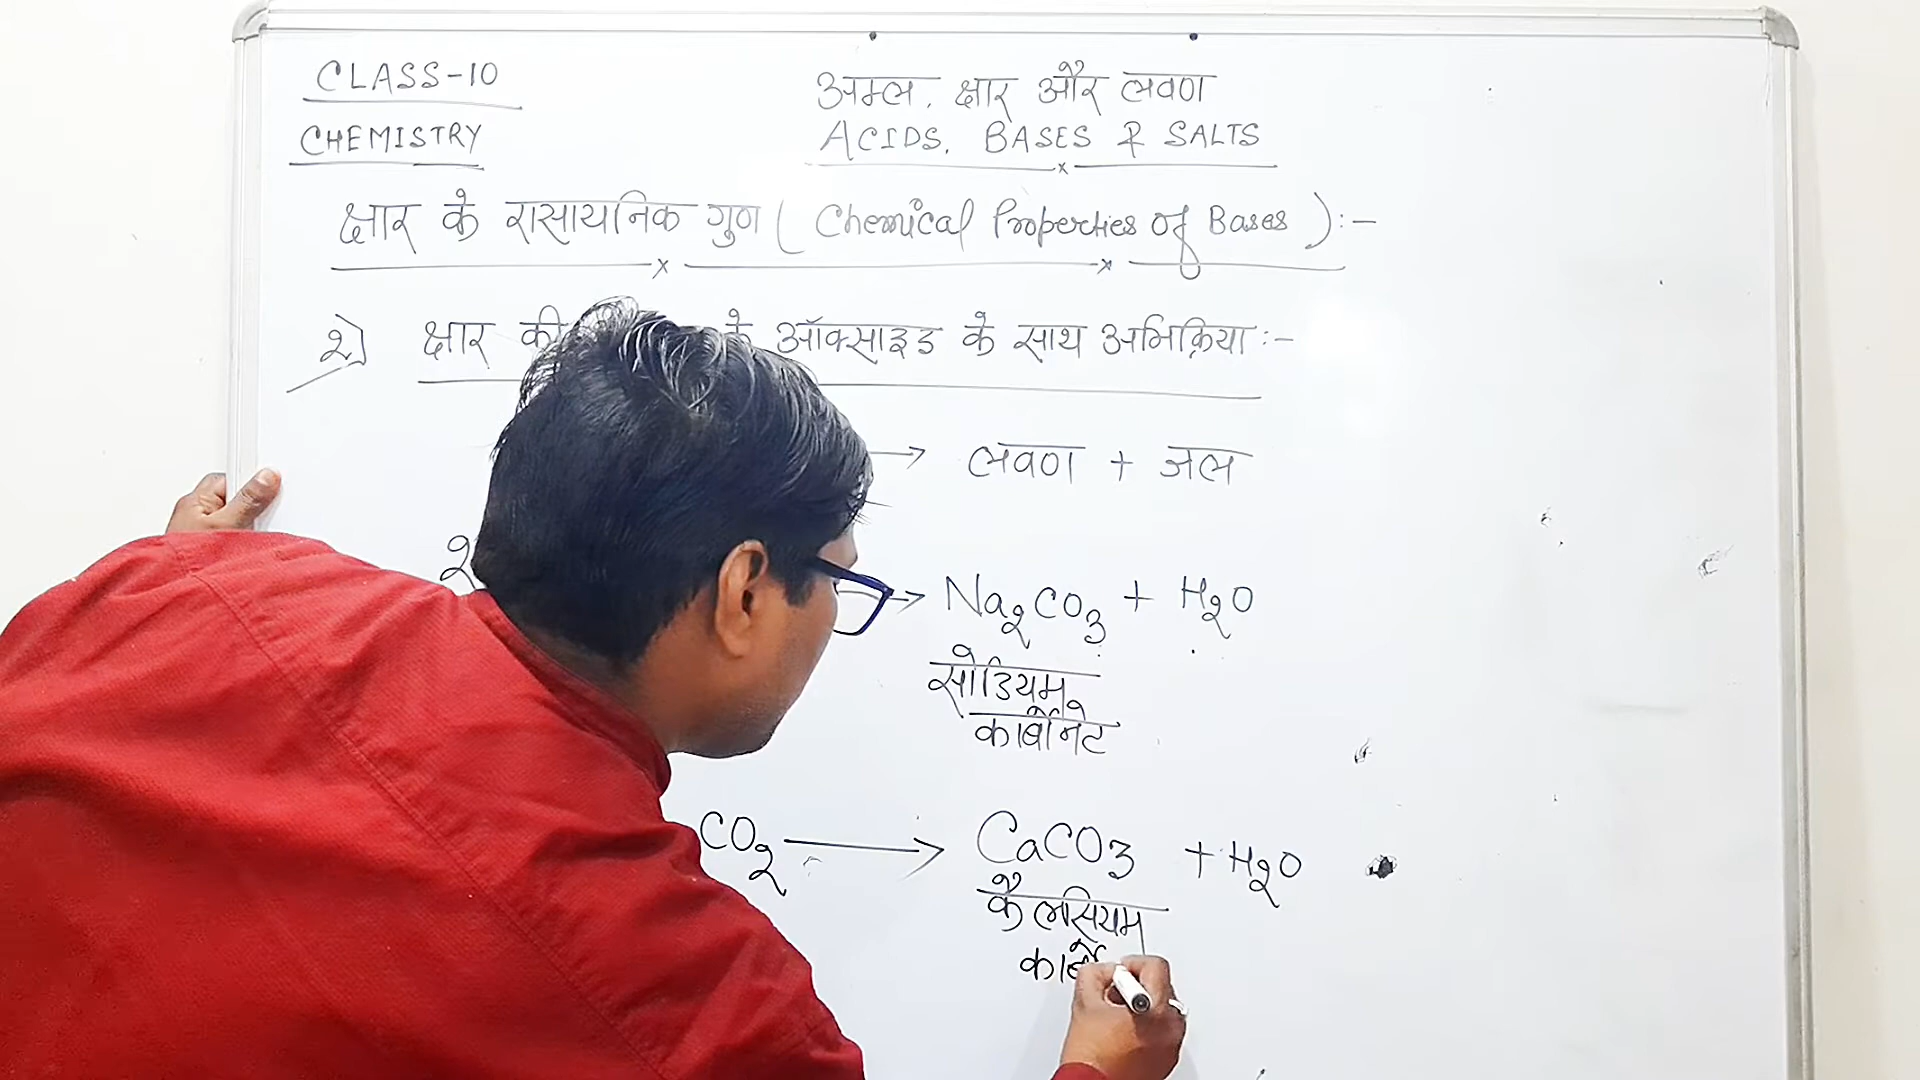 CLASS-10
CHEMISTRY
अम्ल, क्षार और लवण
ACIDS, BASES & SALTS
क्षार के रासायनिक गुण ( Chemical Properties of Bases ):-
2) क्षार की के ऑक्साइड के साथ अभिक्रिया:-
→ लवण + जल
2
→ Na₂CO₃ + H₂O
सोडियम
कार्बोनेट
CO₂ → CaCO₃ + H₂O
कैलसियम
कार्बो